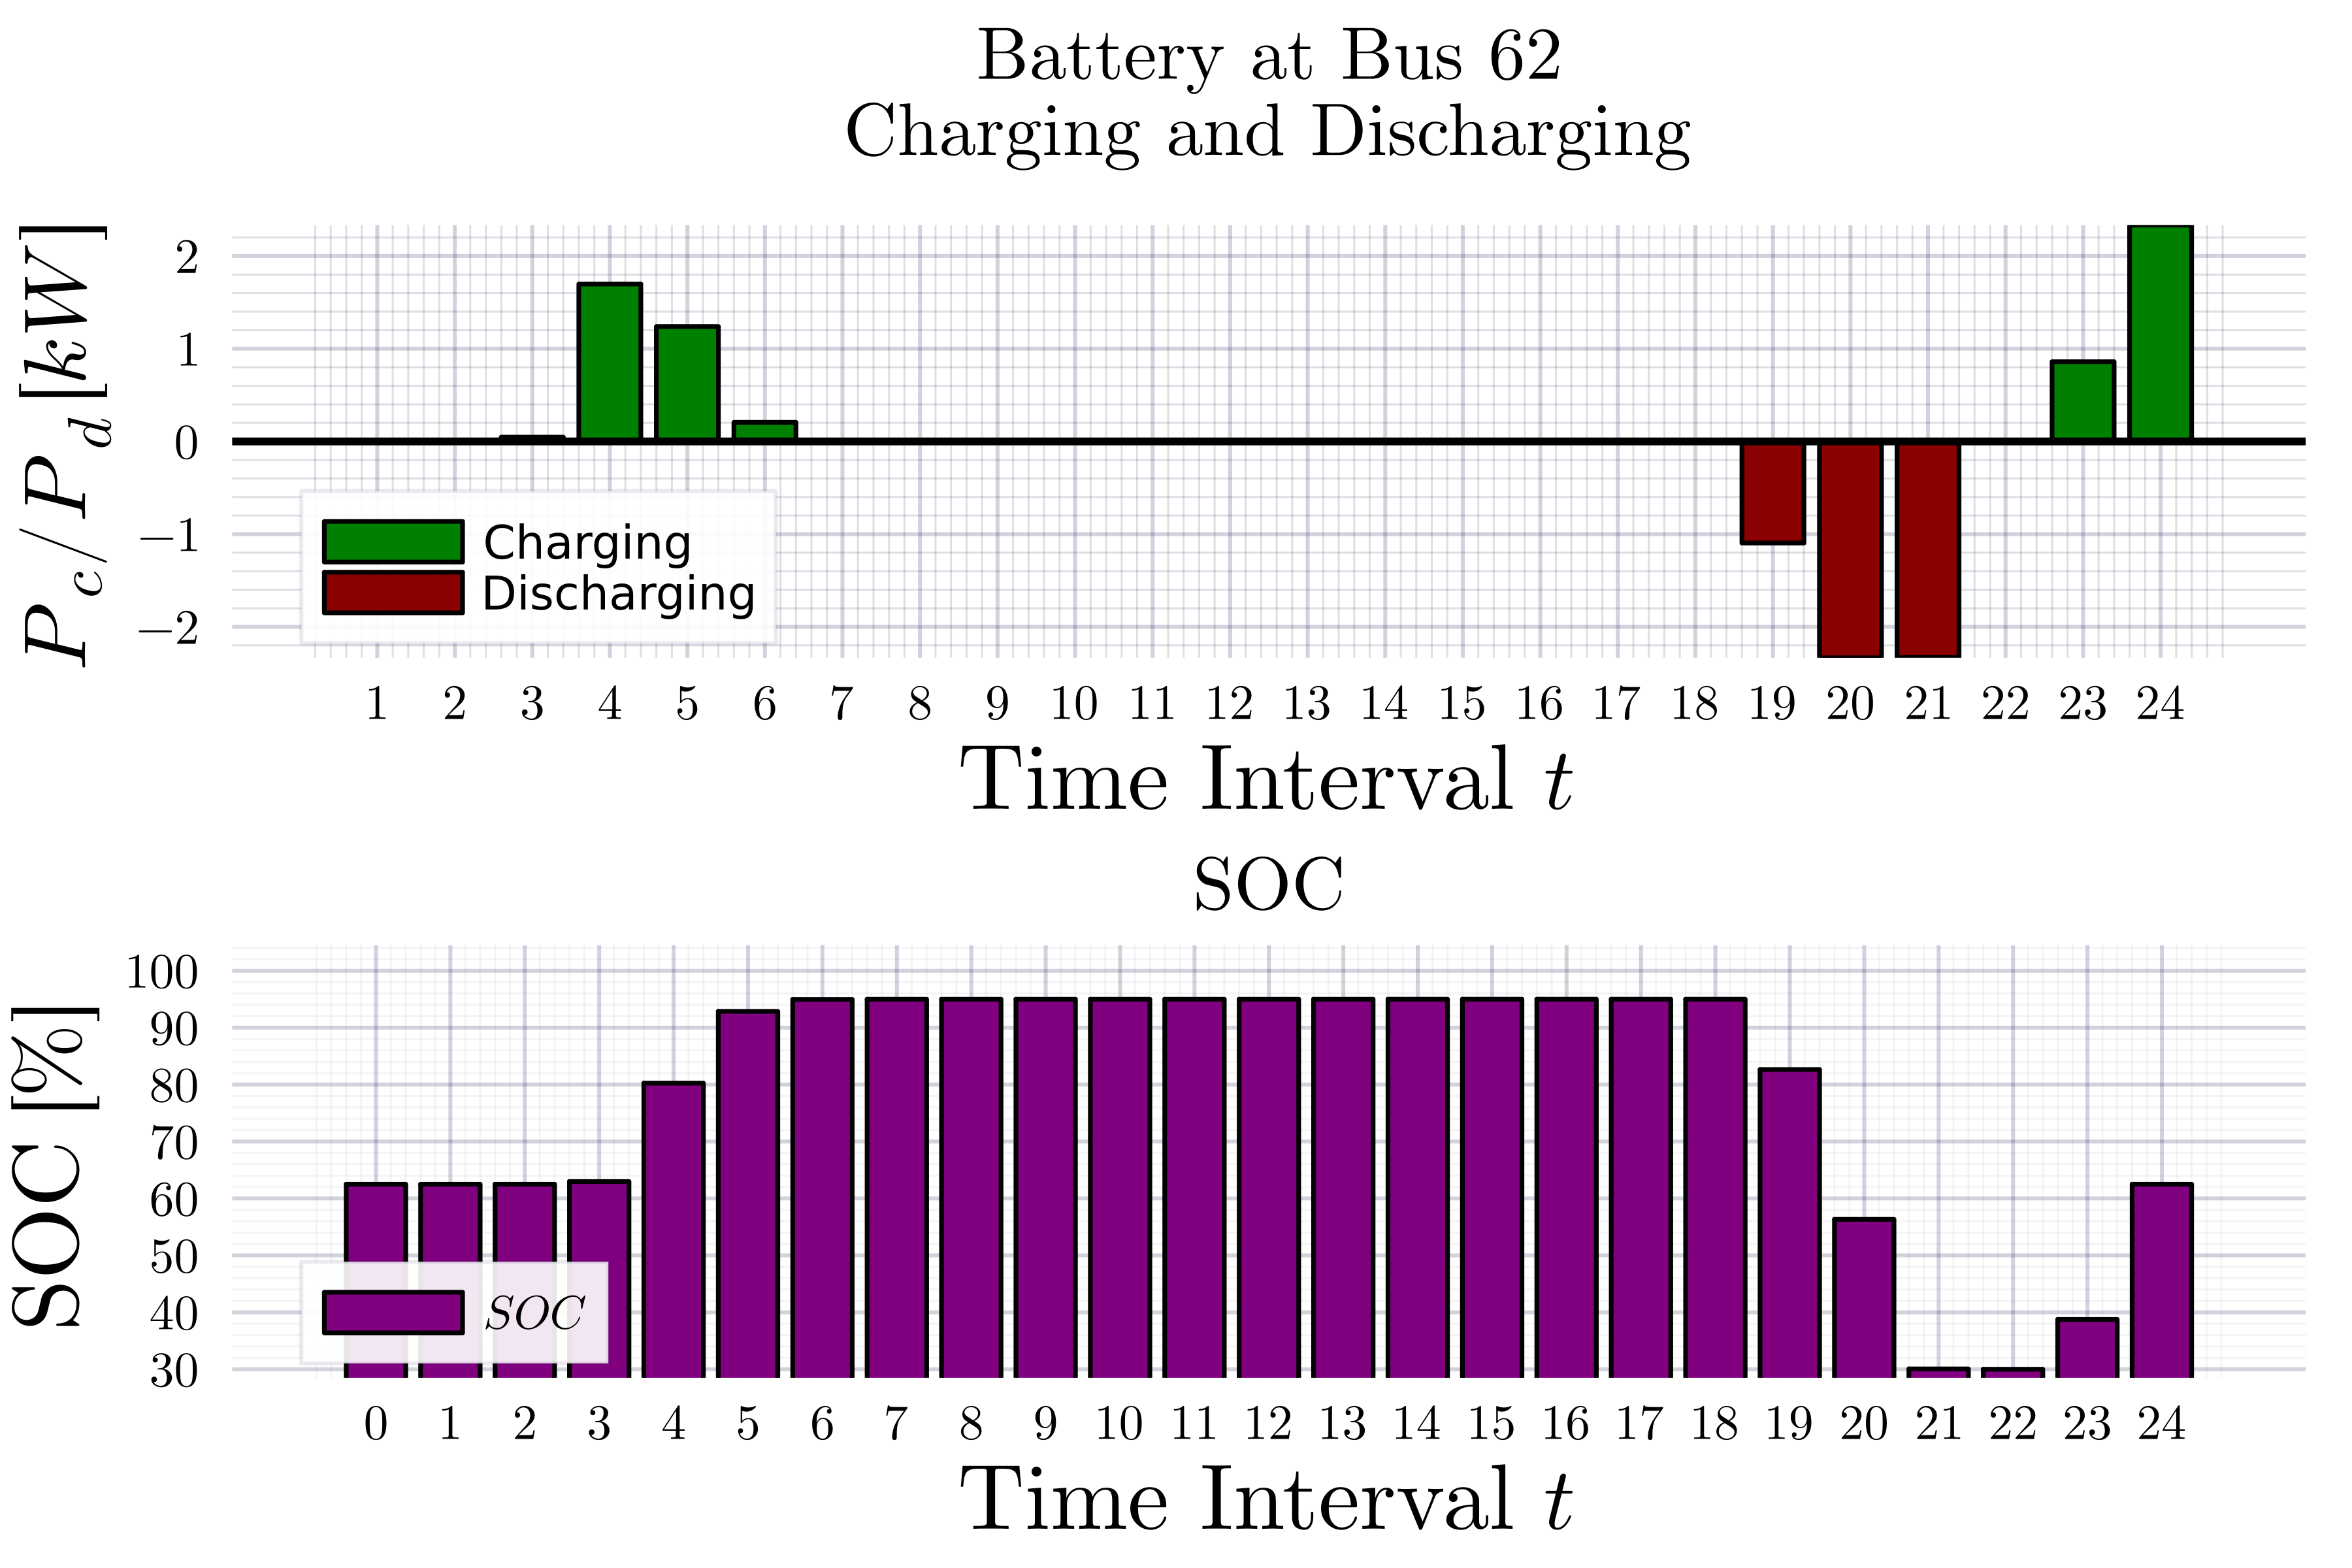 Battery at Bus 62
Charging and Discharging
P_c/P_d [kW]
2
1
0
−1
−2
Charging
Discharging
1 2 3 4 5 6 7 8 9 10 11 12 13 14 15 16 17 18 19 20 21 22 23 24
Time Interval t
SOC
SOC [%]
100
90
80
70
60
50
40
30
SOC
0 1 2 3 4 5 6 7 8 9 10 11 12 13 14 15 16 17 18 19 20 21 22 23 24
Time Interval t